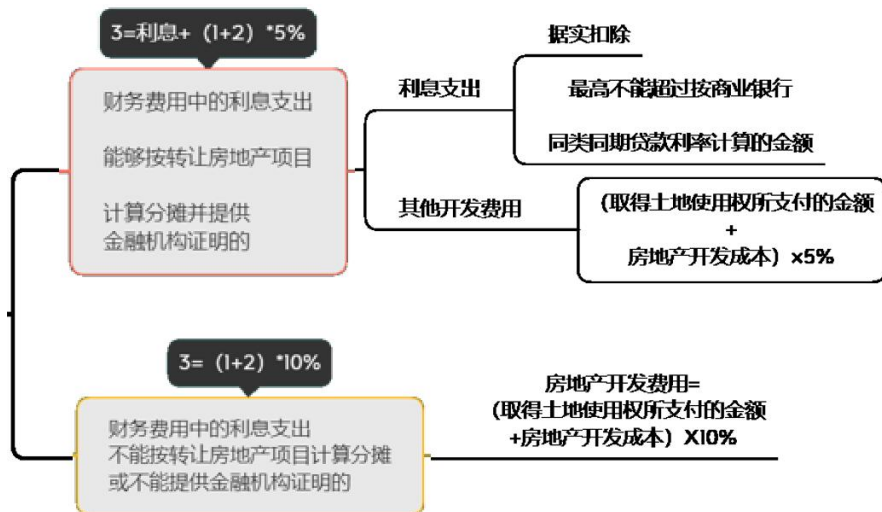 3=利息+（1+2）*5%
财务费用中的利息支出
能够按转让房地产项目
计算分摊并提供
金融机构证明的
利息支出
据实扣除
最高不能超过按商业银行
同类同期贷款利率计算的金额
其他开发费用
（取得土地使用权所支付的金额
+
房地产开发成本）x5%
3=（1+2）*10%
财务费用中的利息支出
不能按转让房地产项目计算分摊
或不能提供金融机构证明的
房地产开发费用=
（取得土地使用权所支付的金额
+房地产开发成本）X10%